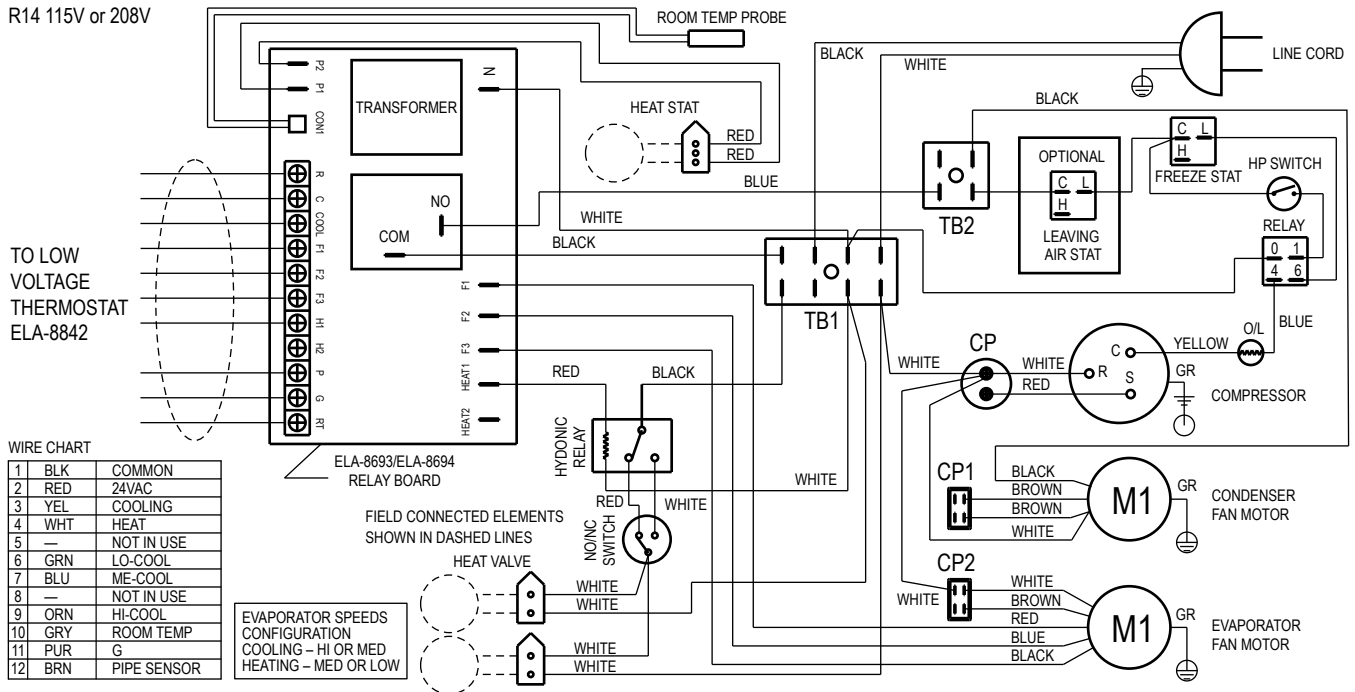 R14 115V or 208V
ROOM TEMP PROBE
LINE CORD
BLACK
WHITE
P2
P1
CON1
N
TRANSFORMER
HEAT STAT
RED
RED
BLACK
OPTIONAL
C L
H
LEAVING
AIR STAT
C L
H
FREEZE STAT
HP SWITCH
RELAY
0 1
4 6
BLUE
TB2
NO
COM
WHITE
BLACK
TB1
R
C
COOL
F1
F2
F3
H1
H2
P
G
RT
TO LOW
VOLTAGE
THERMOSTAT
ELA-8842
F1
F2
F3
HEAT1
HEAT2
RED
BLACK
HYDONIC
RELAY
WHITE
CP
WHITE
WHITE
RED
C
R
S
YELLOW
O/L
BLUE
GR
COMPRESSOR
ELA-8693/ELA-8694
RELAY BOARD
WIRE CHART
1 BLK COMMON
2 RED 24VAC
3 YEL COOLING
4 WHT HEAT
5 — NOT IN USE
6 GRN LO-COOL
7 BLU ME-COOL
8 — NOT IN USE
9 ORN HI-COOL
10 GRY ROOM TEMP
11 PUR G
12 BRN PIPE SENSOR
FIELD CONNECTED ELEMENTS
SHOWN IN DASHED LINES
RED
WHITE
NO/NC
SWITCH
HEAT VALVE
WHITE
WHITE
WHITE
WHITE
EVAPORATOR SPEEDS
CONFIGURATION
COOLING – HI OR MED
HEATING – MED OR LOW
CP1
BLACK
BROWN
BROWN
WHITE
M1
GR
CONDENSER
FAN MOTOR
CP2
WHITE
WHITE
BROWN
RED
BLUE
BLACK
M1
GR
EVAPORATOR
FAN MOTOR